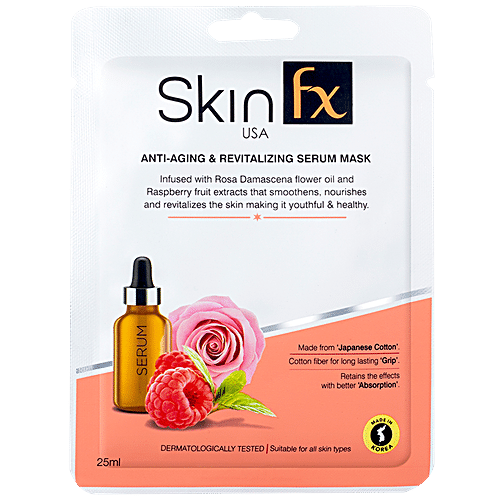 Skin fx
USA
ANTI-AGING & REVITALIZING SERUM MASK
Infused with Rosa Damascena flower oil and
Raspberry fruit extracts that smoothens, nourishes
and revitalizes the skin making it youthful & healthy.
SERUM
Made from 'Japanese Cotton'.
Cotton fiber for long lasting 'Grip'.
Retains the effects
with better 'Absorption'.
MADE IN
KOREA
DERMATOLOGICALLY TESTED | Suitable for all skin types
25ml